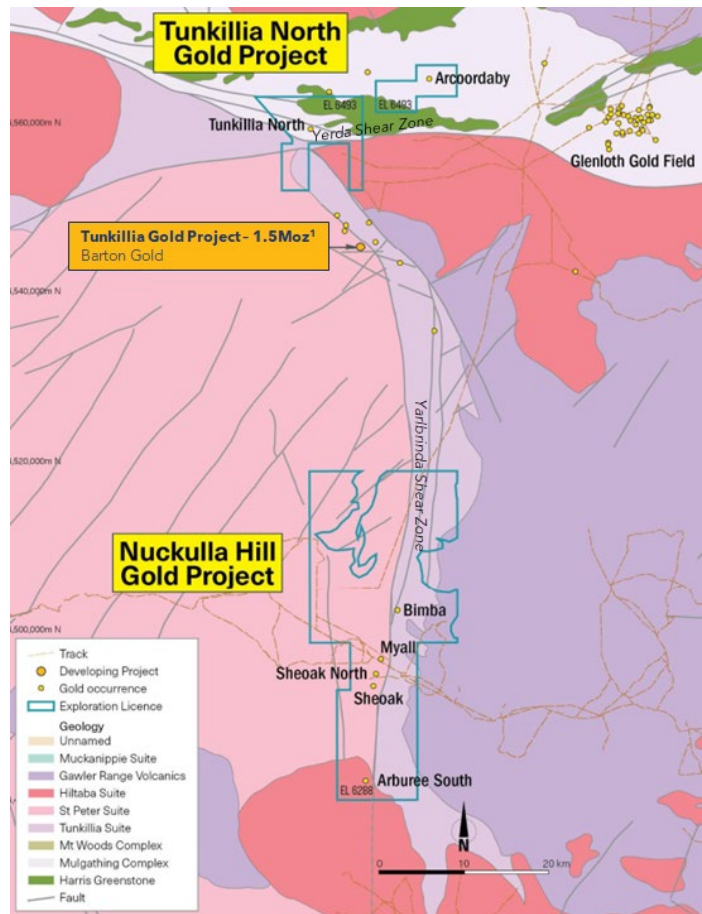 Tunkillia North
Gold Project
Arcoordaby
EL 6493
EL 6493
Tunkillia North
Yerda Shear Zone
6,560,000m N
Glenloth Gold Field
Tunkillia Gold Project – 1.5Moz¹
Barton Gold
6,540,000m N
Yarlbrinda Shear Zone
6,520,000m N
Nuckulla Hill
Gold Project
Bimba
6,500,000m N
Myall
Sheoak North
Sheoak
Arburee South
EL 6288
Track
Developing Project
Gold occurrence
Exploration Licence
Geology
Unnamed
Muckanippie Suite
Gawler Range Volcanics
Hiltaba Suite
St Peter Suite
Tunkillia Suite
Mt Woods Complex
Mulgathing Complex
Harris Greenstone
Fault
N
0 10 20 km